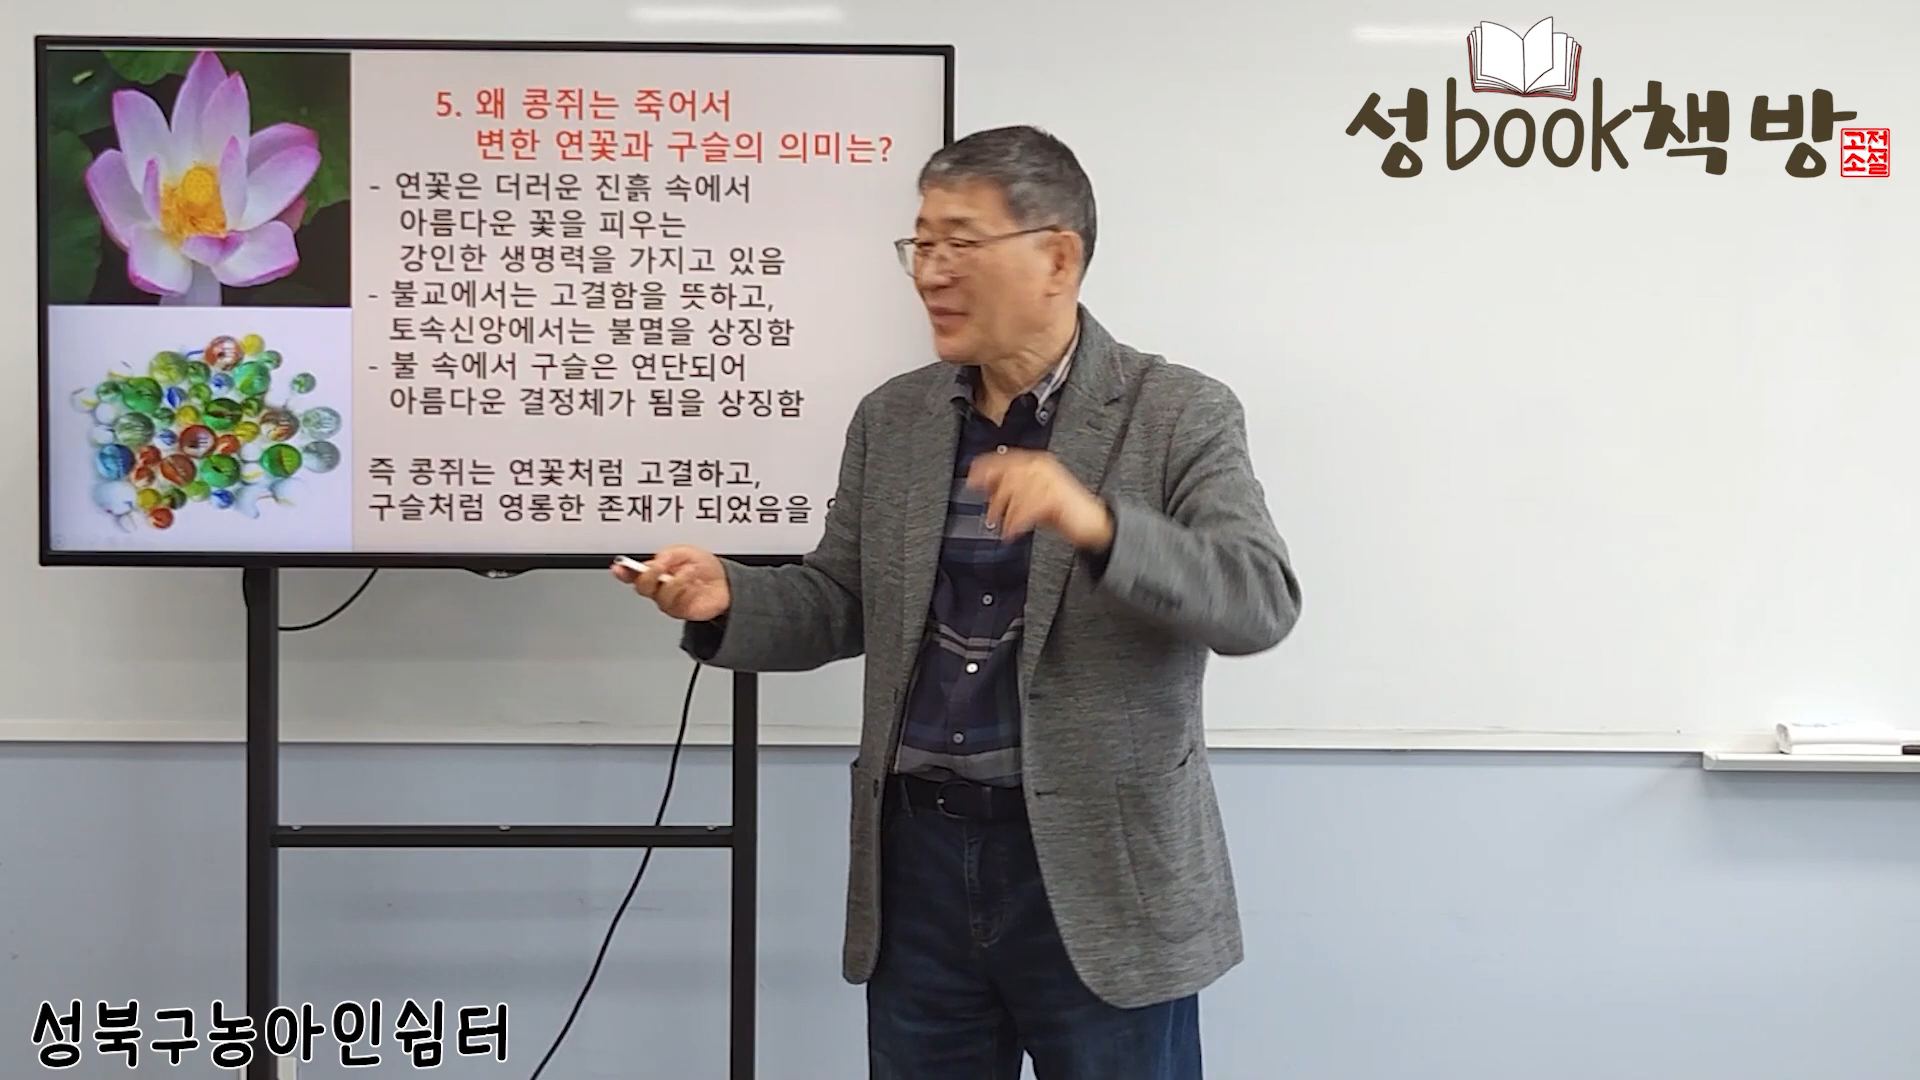 5. 왜 콩쥐는 죽어서
변한 연꽃과 구슬의 의미는?
- 연꽃은 더러운 진흙 속에서
아름다운 꽃을 피우는
강인한 생명력을 가지고 있음
- 불교에서는 고결함을 뜻하고,
토속신앙에서는 불멸을 상징함
- 불 속에서 구슬은 연단되어
아름다운 결정체가 됨을 상징함
즉 콩쥐는 연꽃처럼 고결하고,
구슬처럼 영롱한 존재가 되었음을
성book책방
고전
소설
LG
성북구농아인쉼터